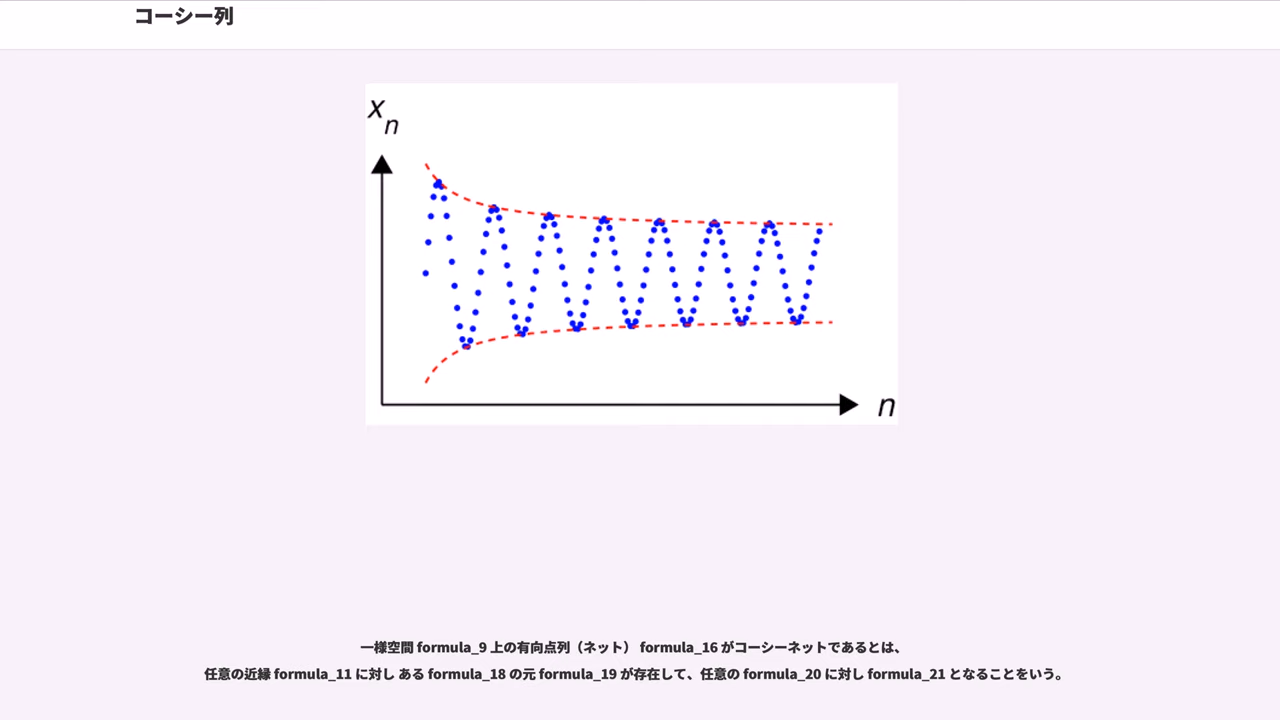 コーシー列
x n
n
一様空間 formula_9 上の有向点列（ネット） formula_16 がコーシーネットであるとは、
任意の近縁 formula_11 に対し ある formula_18 の元 formula_19 が存在して、任意の formula_20 に対し formula_21 となることをいう。